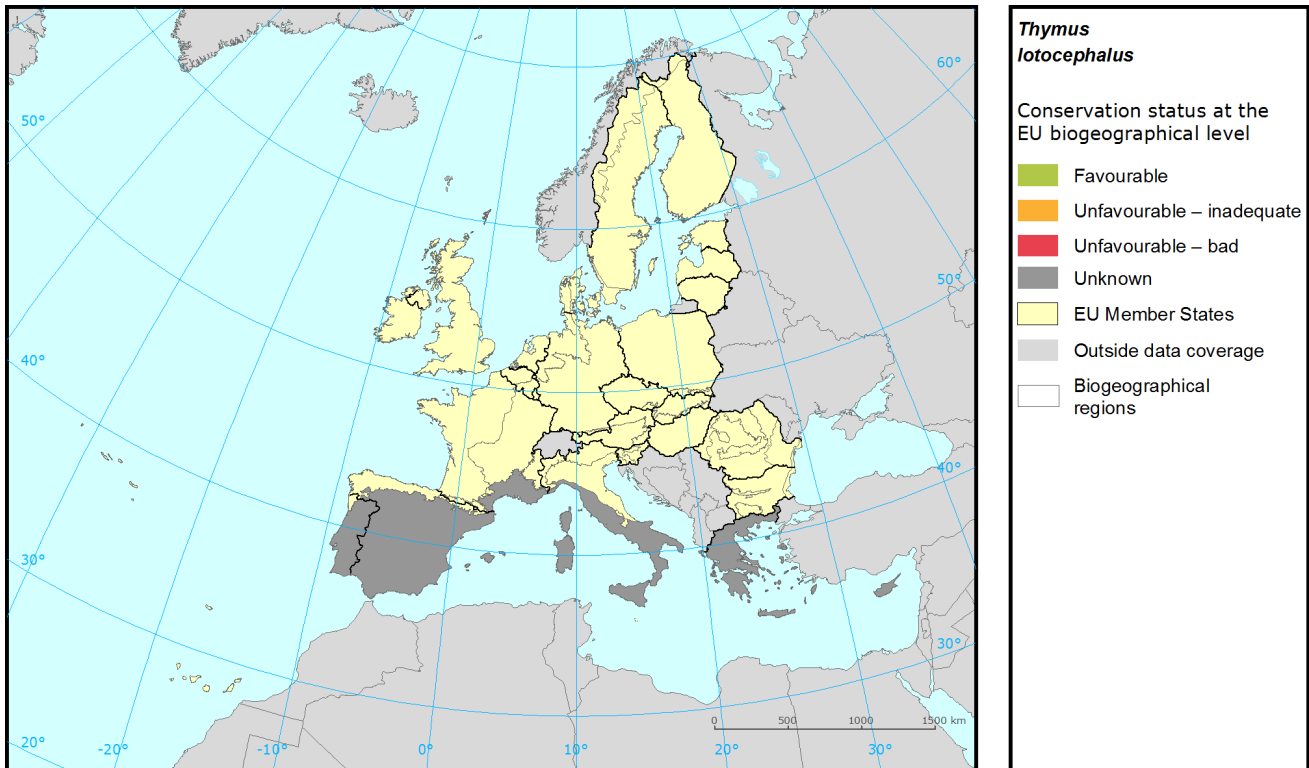 Thymus
lotocephalus
Conservation status at the
EU biogeographical level
Favourable
Unfavourable – inadequate
Unfavourable – bad
Unknown
EU Member States
Outside data coverage
Biogeographical
regions
60°
50°
50°
40°
40°
30°
30°
0 500 1000 1500 km
20° -20° -10° 0° 10° 20° 30°